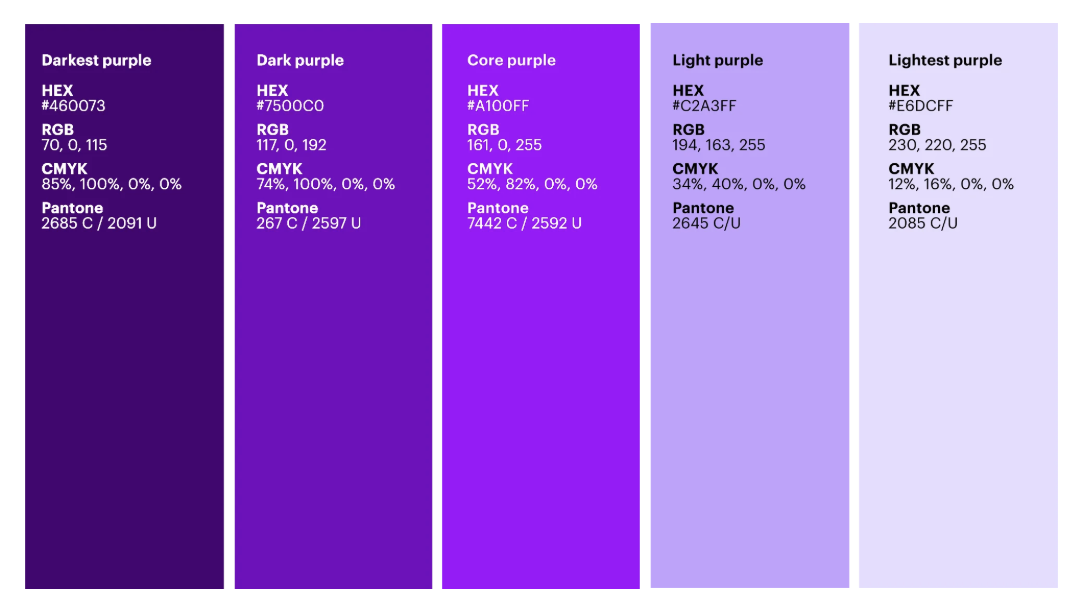 Darkest purple
HEX
#460073
RGB
70, 0, 115
CMYK
85%, 100%, 0%, 0%
Pantone
2685 C / 2091 U
Dark purple
HEX
#7500C0
RGB
117, 0, 192
CMYK
74%, 100%, 0%, 0%
Pantone
267 C / 2597 U
Core purple
HEX
#A100FF
RGB
161, 0, 255
CMYK
52%, 82%, 0%, 0%
Pantone
7442 C / 2592 U
Light purple
HEX
#C2A3FF
RGB
194, 163, 255
CMYK
34%, 40%, 0%, 0%
Pantone
2645 C/U
Lightest purple
HEX
#E6DCFF
RGB
230, 220, 255
CMYK
12%, 16%, 0%, 0%
Pantone
2085 C/U